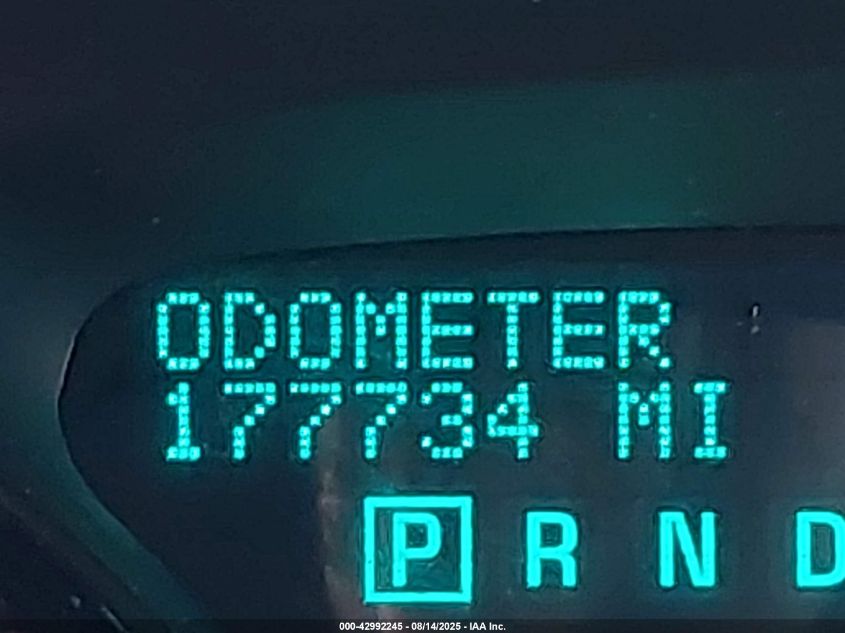 ODOMETER
177734 MI
P R N D
000-42992245 - 08/14/2025 - IAA Inc.